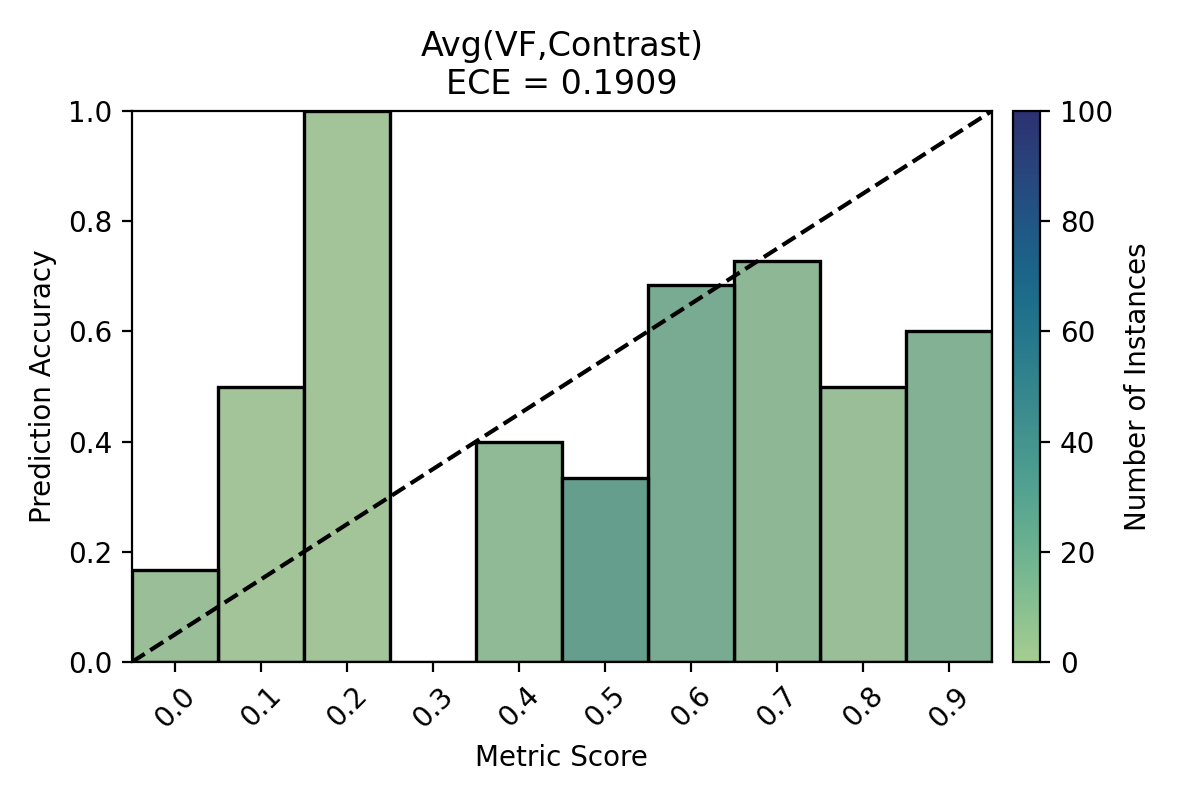 Avg(VF,Contrast)
ECE = 0.1909
1.0
0.8
0.6
0.4
0.2
0.0
Prediction Accuracy
0.0 0.1 0.2 0.3 0.4 0.5 0.6 0.7 0.8 0.9
Metric Score
100
80
60
40
20
0
Number of Instances